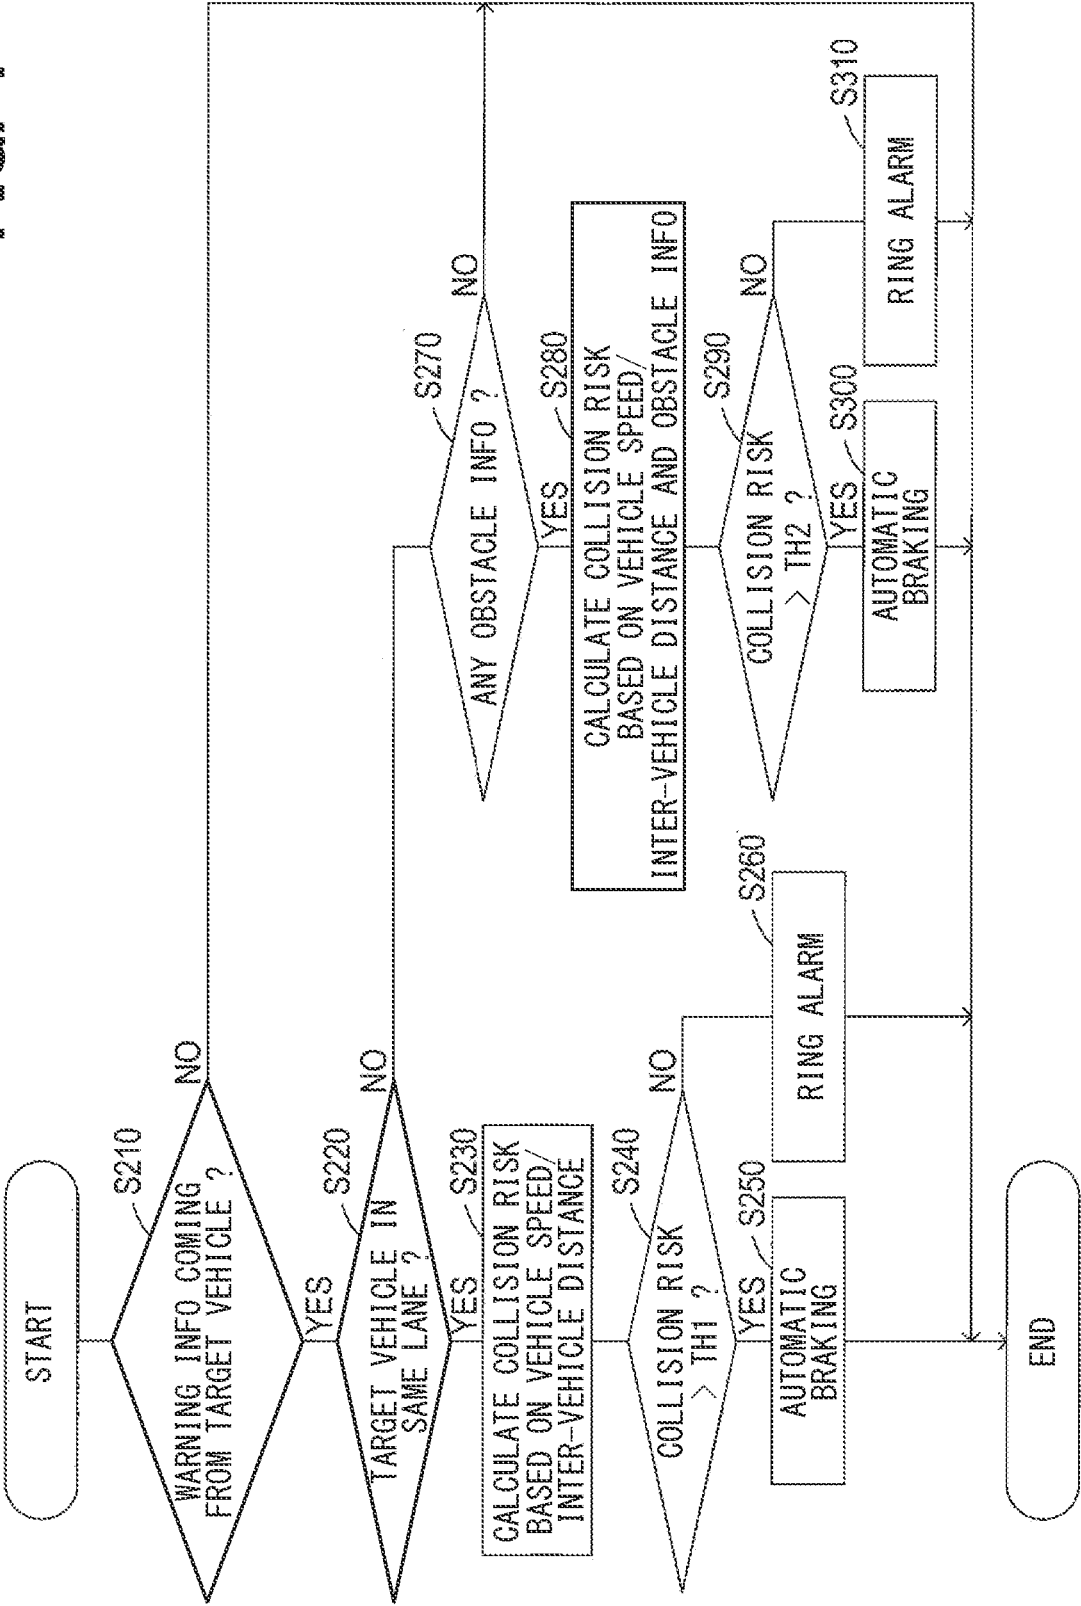 START
S210
WARNING INFO COMING
FROM TARGET VEHICLE ?
NO
YES
S220
TARGET VEHICLE IN
SAME LANE ?
NO
YES
S230
CALCULATE COLLISION RISK
BASED ON VEHICLE SPEED/
INTER-VEHICLE DISTANCE
S240
COLLISION RISK
> TH1 ?
NO
YES
S250
AUTOMATIC
BRAKING
S260
RING ALARM
S270
ANY OBSTACLE INFO ?
NO
YES
S280
CALCULATE COLLISION RISK
BASED ON VEHICLE SPEED/
INTER-VEHICLE DISTANCE AND OBSTACLE INFO
S290
COLLISION RISK
> TH2 ?
NO
YES
S300
AUTOMATIC
BRAKING
S310
RING ALARM
END